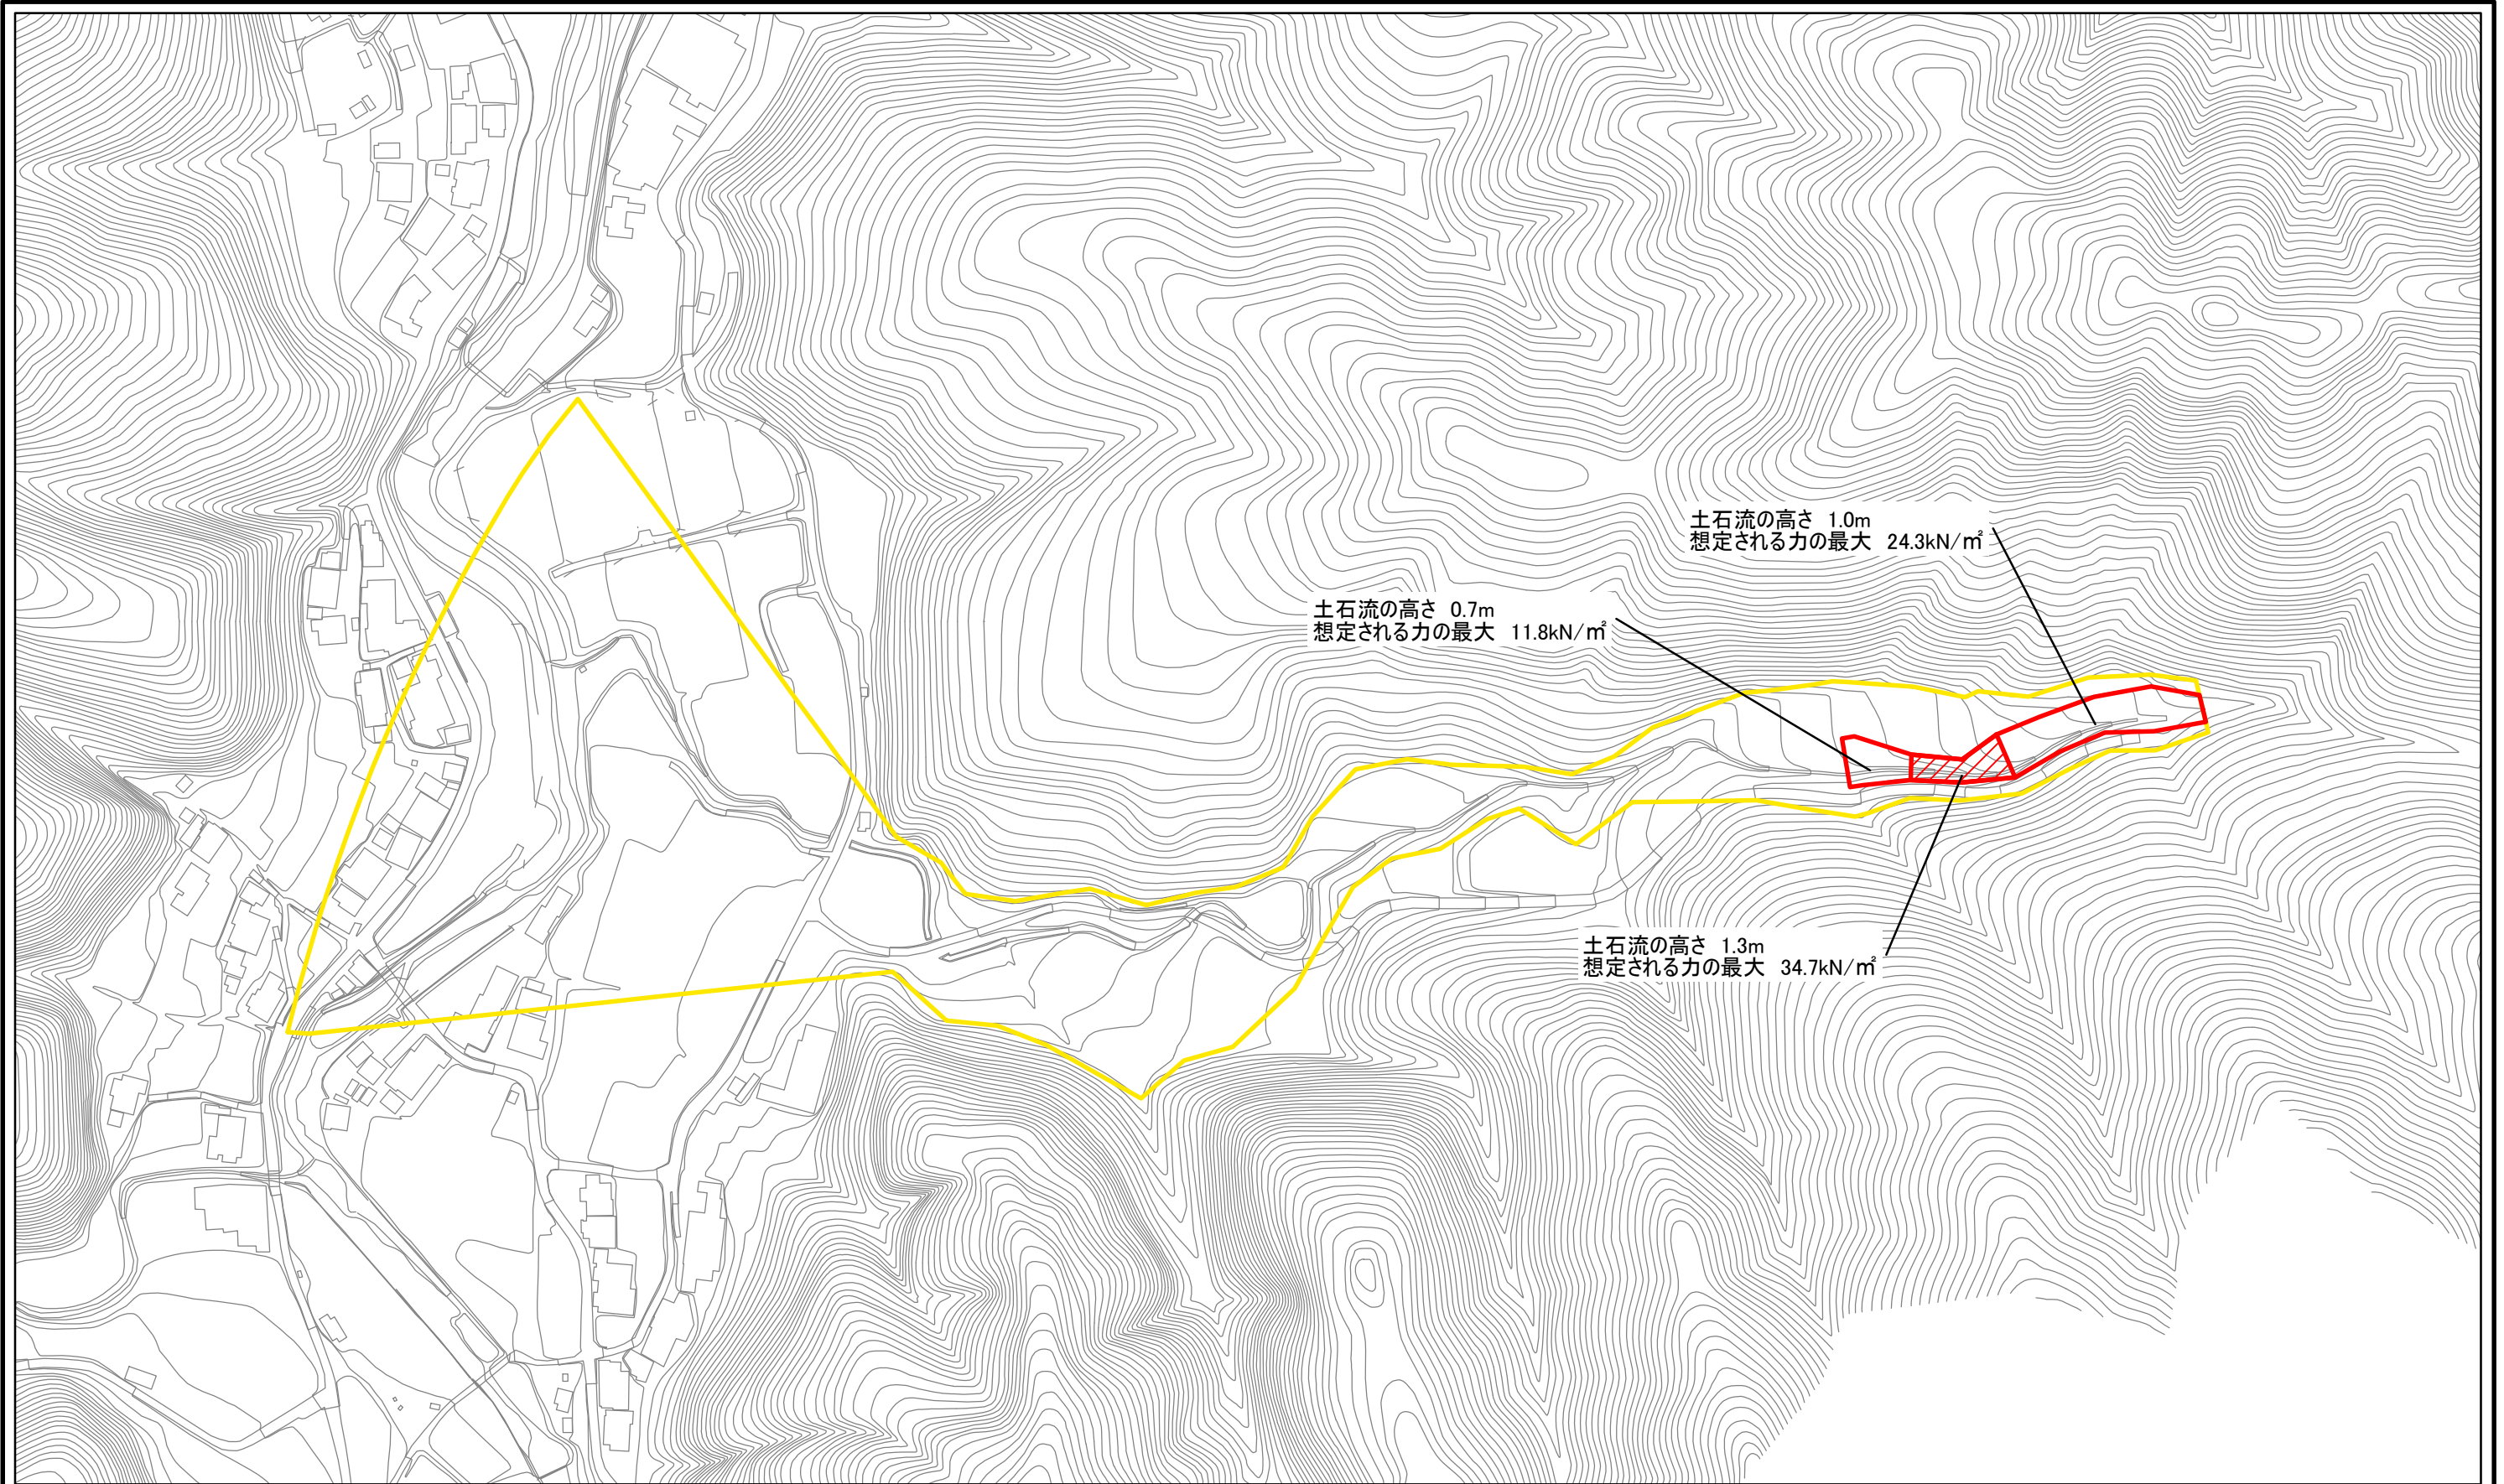 土石流の高さ 1.0m
想定される力の最大 24.3kN/㎡
土石流の高さ 0.7m
想定される力の最大 11.8kN/㎡
土石流の高さ 1.3m
想定される力の最大 34.7kN/㎡